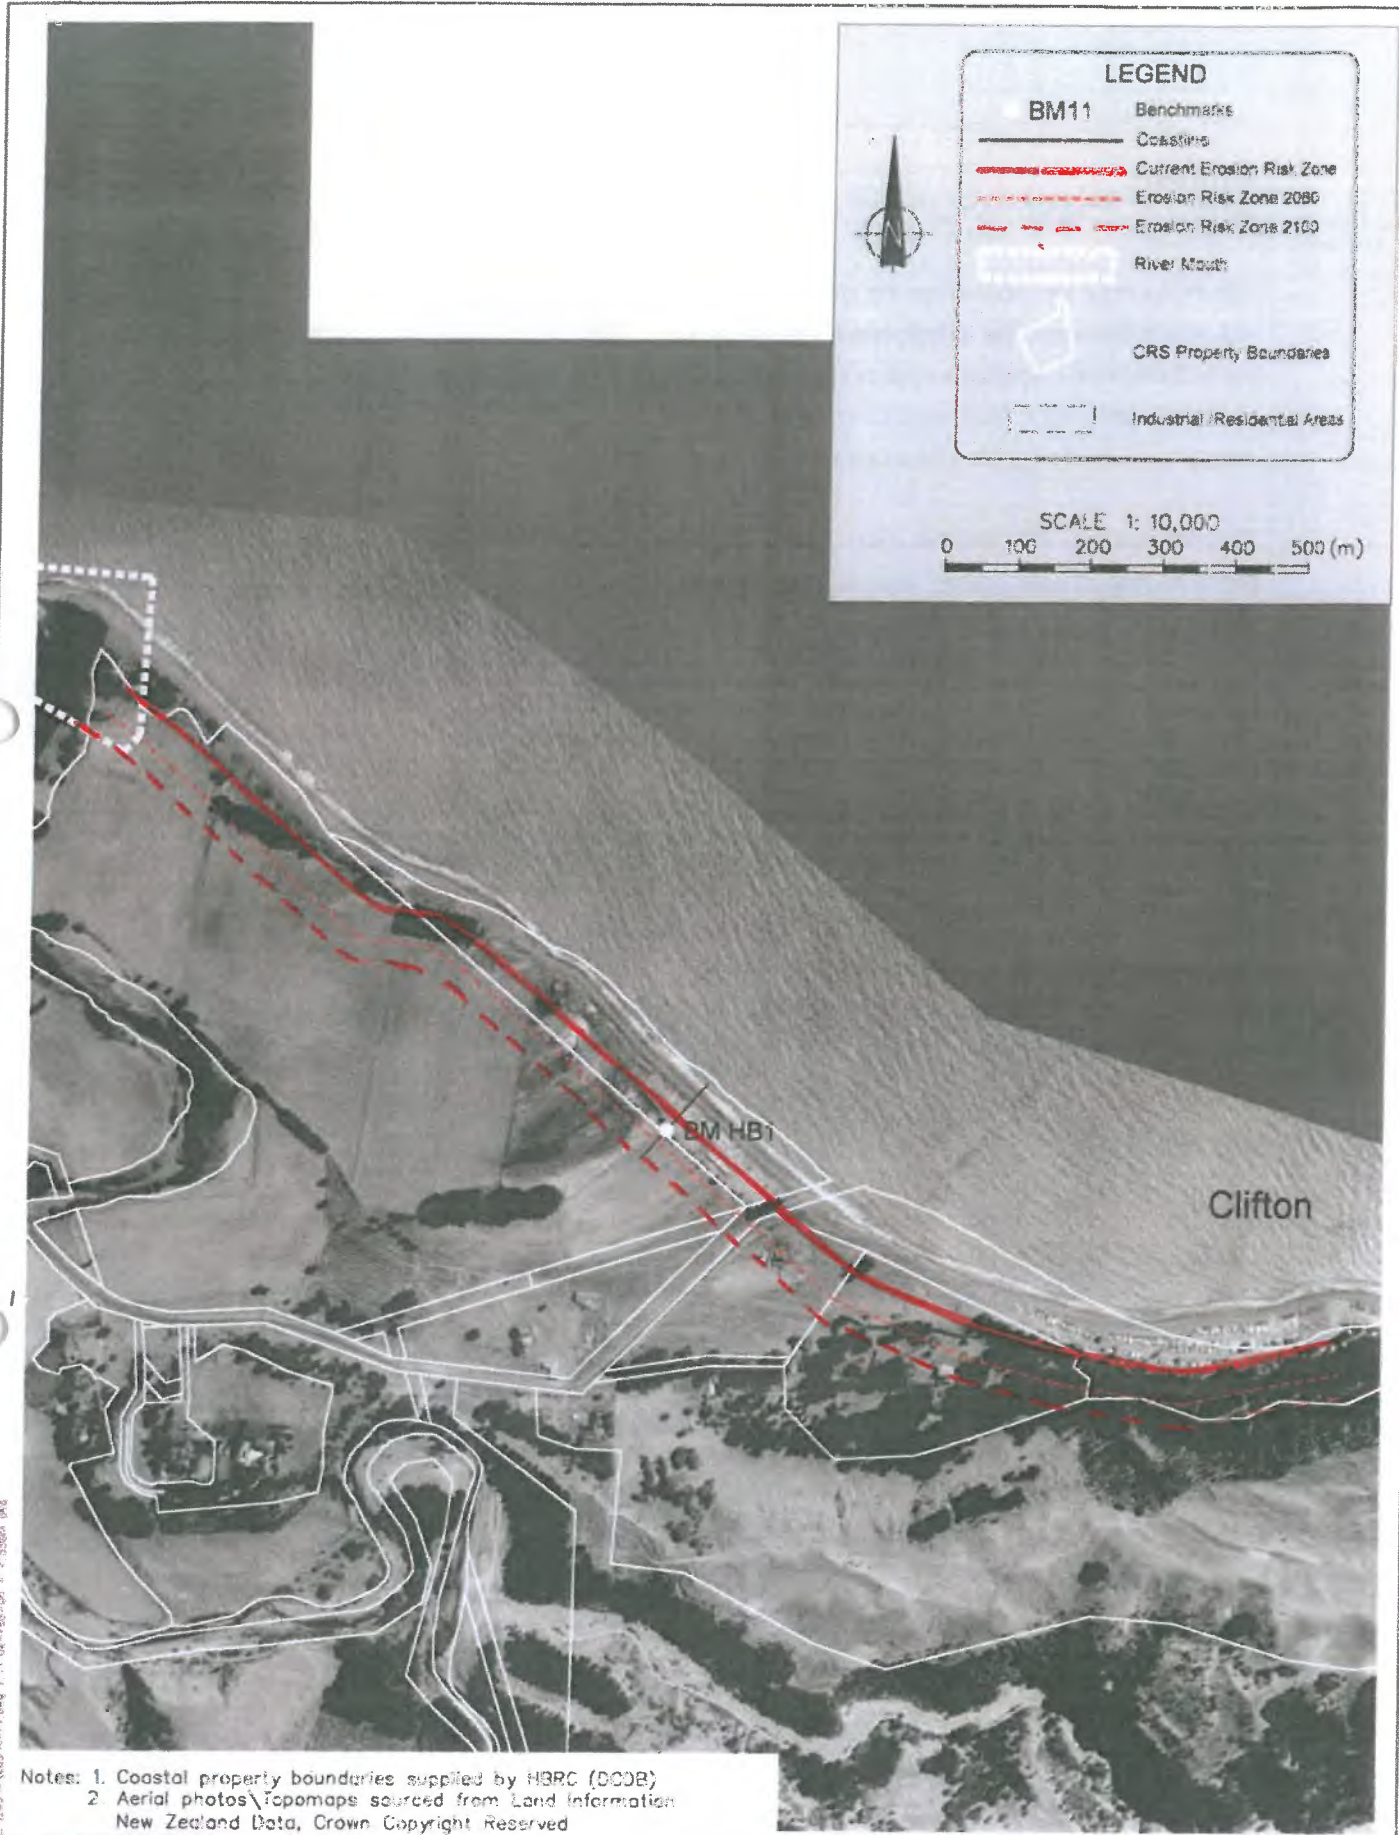 LEGEND
BM11 Benchmarks
Coastline
Current Erosion Risk Zone
Erosion Risk Zone 2060
Erosion Risk Zone 2100
River Mouth
CRS Property Boundaries
Industrial /Residential Areas
N
SCALE 1: 10,000
0 100 200 300 400 500 (m)
BM HB1
Clifton
Notes: 1. Coastal property boundaries supplied by HBRC (DCDB)
2 Aerial photos\Topomaps sourced from Land Information
New Zealand Data, Crown Copyright Reserved